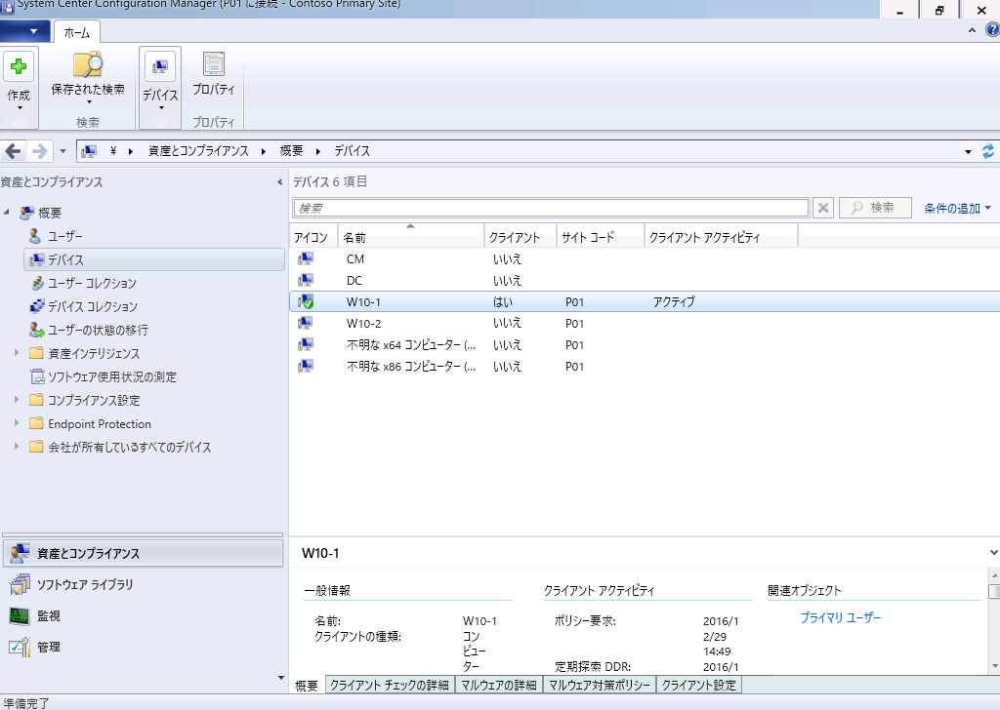 System Center Configuration Manager (P01 に接続 - Contoso Primary Site)
ホーム
作成
保存された検索
検索
デバイス
プロパティ
プロパティ
¥ 資産とコンプライアンス 概要 デバイス
資産とコンプライアンス
概要
ユーザー
デバイス
ユーザー コレクション
デバイス コレクション
ユーザーの状態の移行
資産インテリジェンス
ソフトウェア使用状況の測定
コンプライアンス設定
Endpoint Protection
会社が所有しているすべてのデバイス
資産とコンプライアンス
ソフトウェア ライブラリ
監視
管理
デバイス 6 項目
検索
検索
条件の追加
アイコン 名前 クライアント サイト コード クライアント アクティビティ
CM いいえ
DC いいえ
W10-1 はい P01 アクティブ
W10-2 いいえ P01
不明な x64 コンピューター (... いいえ P01
不明な x86 コンピューター (... いいえ P01
W10-1
一般情報
名前: W10-1
クライアントの種類: コン
ピュー
ター
クライアント アクティビティ
ポリシー要求: 2016/1
2/29
14:49
定期探索 DDR: 2016/1
関連オブジェクト
プライマリ ユーザー
概要 クライアント チェックの詳細 マルウェアの詳細 マルウェア対策ポリシー クライアント設定
準備完了